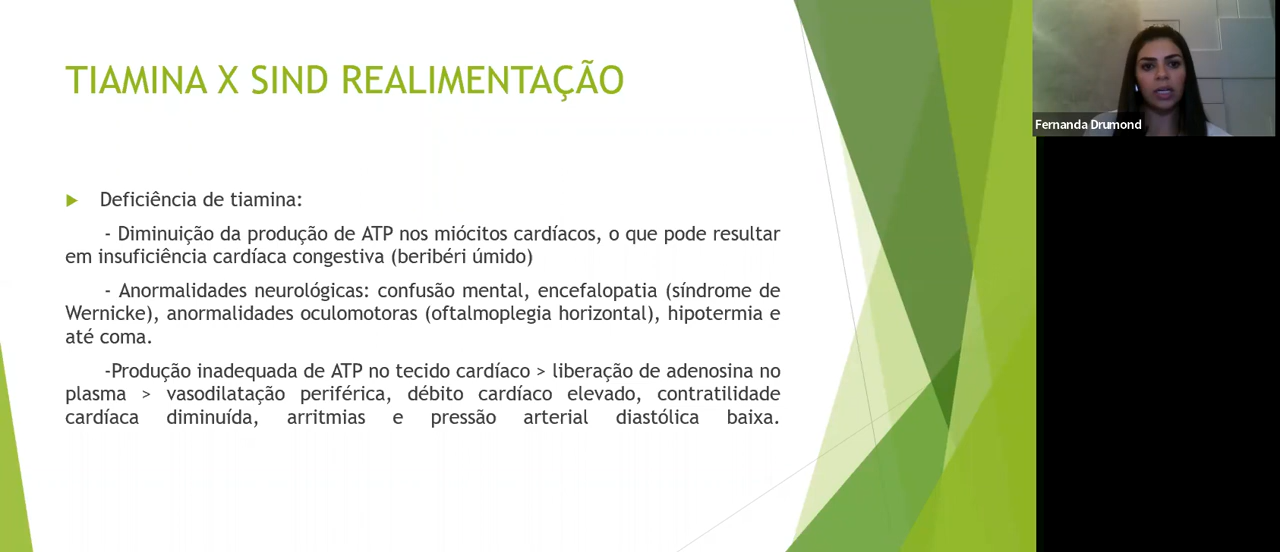 TIAMINA X SIND REALIMENTAÇÃO
Fernanda Drumond
Deficiência de tiamina:
- Diminuição da produção de ATP nos miócitos cardíacos, o que pode resultar
em insuficiência cardíaca congestiva (beribéri úmido)
- Anormalidades neurológicas: confusão mental, encefalopatia (síndrome de
Wernicke), anormalidades oculomotoras (oftalmoplegia horizontal), hipotermia e
até coma.
-Produção inadequada de ATP no tecido cardíaco > liberação de adenosina no
plasma > vasodilatação periférica, débito cardíaco elevado, contratilidade
cardíaca diminuída, arritmias e pressão arterial diastólica baixa.